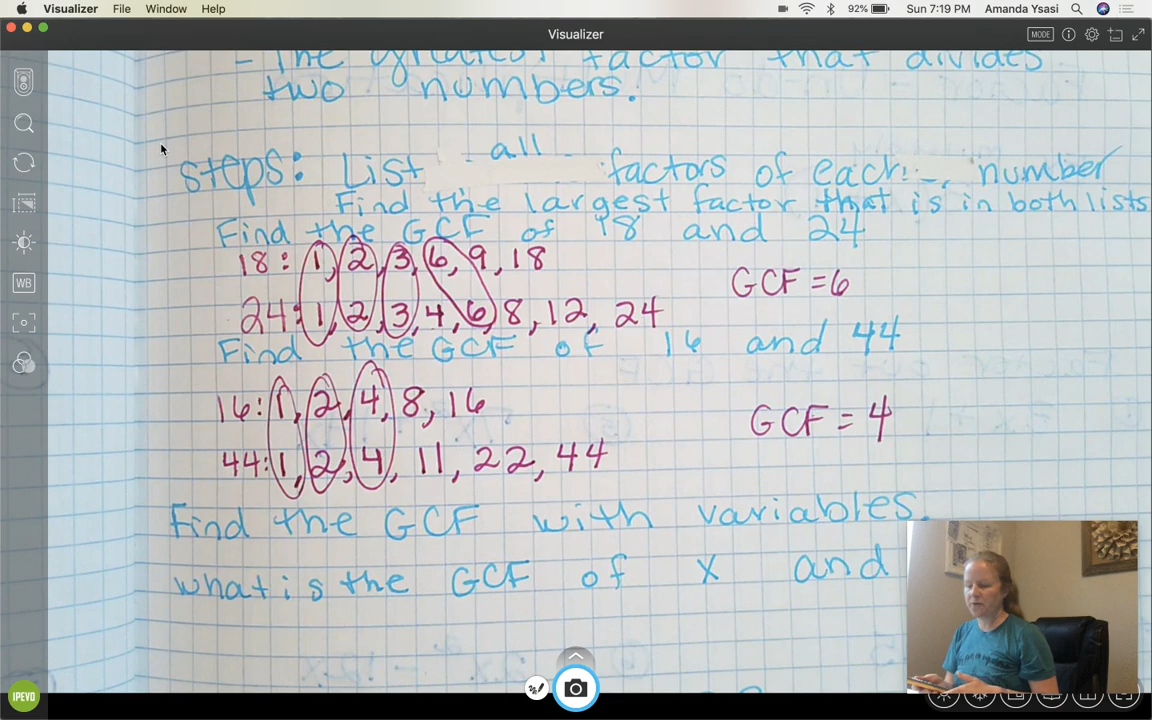 Visualizer File Window Help 92% Sun 7:19 PM Amanda Ysasi
Visualizer
MODE
- The greatest factor that divides
two numbers.
steps: List all factors of each number
Find the largest factor that is in both lists
Find the GCF of 18 and 24
18: 1, 2, 3, 6, 9, 18
GCF = 6
24: 1, 2, 3, 4, 6, 8, 12, 24
Find the GCF of 16 and 44
16: 1, 2, 4, 8, 16
GCF = 4
44: 1, 2, 4, 11, 22, 44
Find the GCF with variables.
what is the GCF of x and
WB
IPEVO